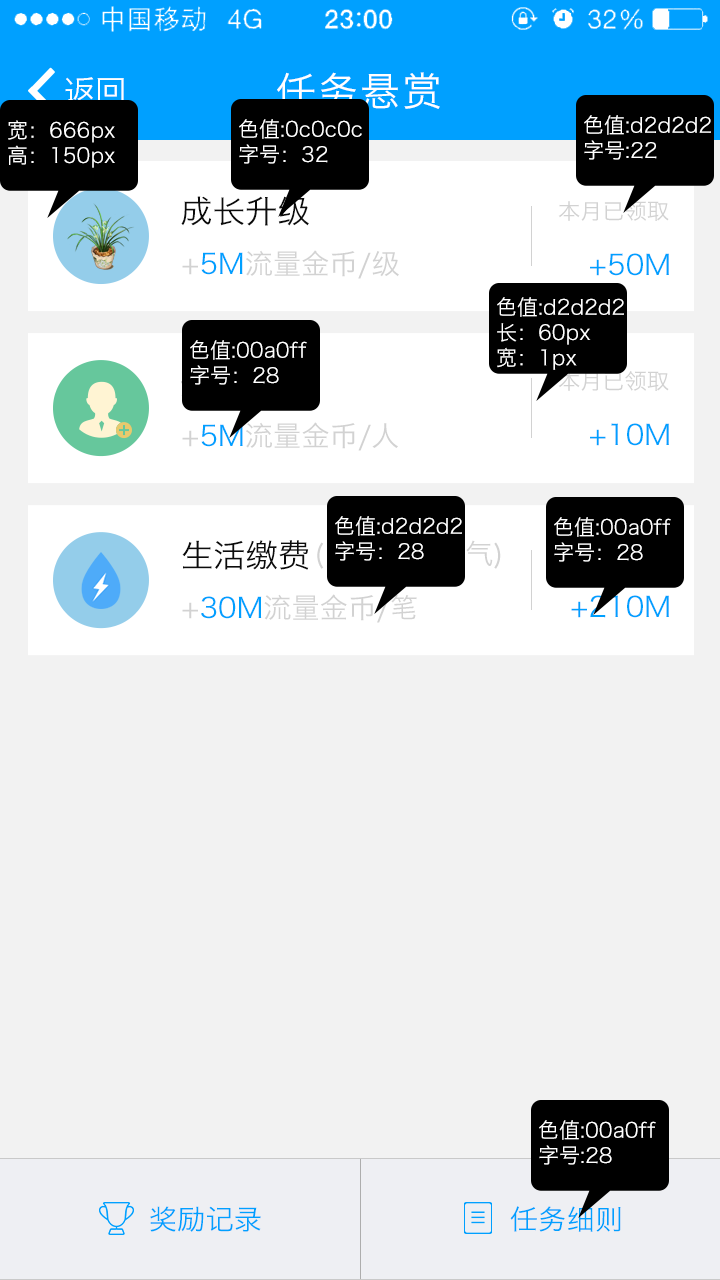 中国移动 4G 23:00 32%
返回 任务悬赏
宽：666px
高：150px
色值:0c0c0c
字号：32
色值:d2d2d2
字号:22
成长升级
本月已领取
+5M流量金币/级
+50M
色值:d2d2d2
长：60px
宽：1px
色值:00a0ff
字号：28
本月已领取
+5M流量金币/人
+10M
色值:d2d2d2
字号：28
色值:00a0ff
字号：28
生活缴费(
气)
+30M流量金币/笔
+210M
色值:00a0ff
字号:28
奖励记录
任务细则